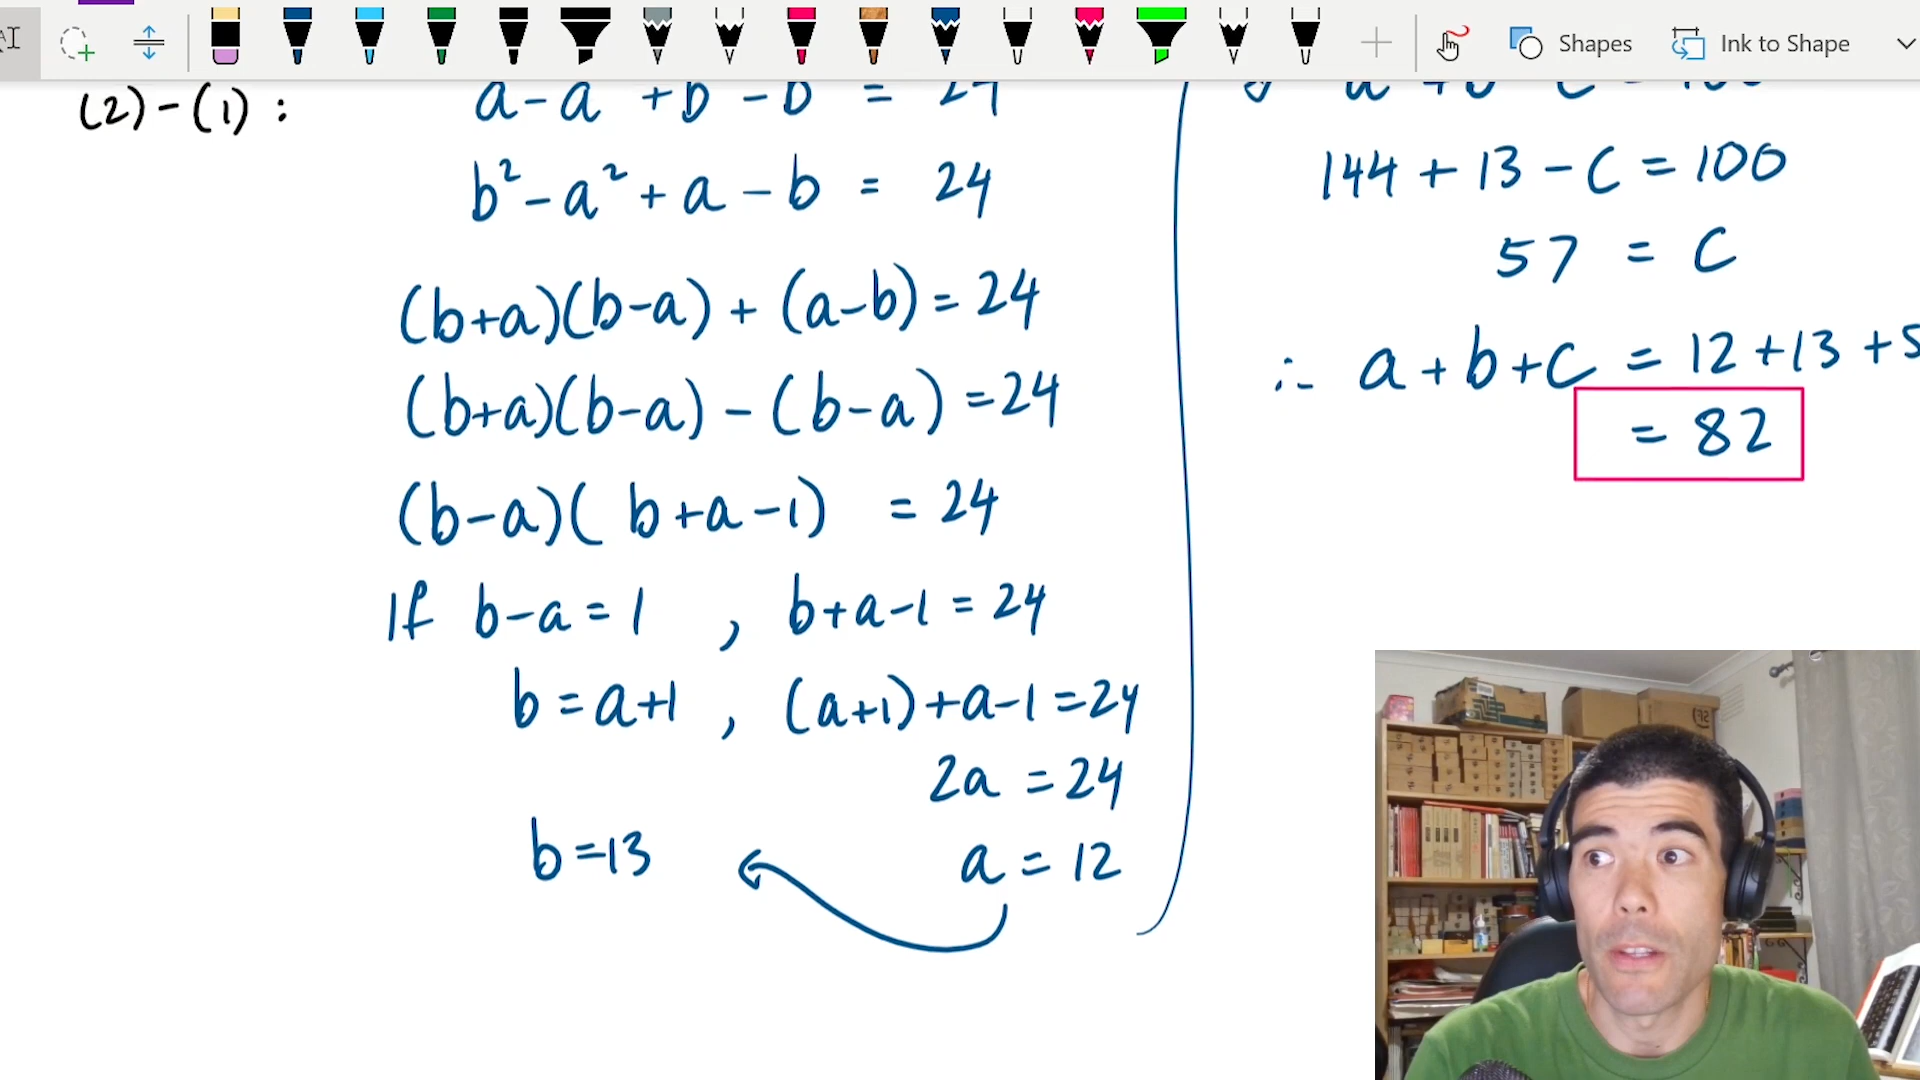 Shapes
Ink to Shape
(2)-(1):
b² - a² + a - b = 24
(b+a)(b-a) + (a-b) = 24
(b+a)(b-a) - (b-a) = 24
(b-a)( b+a-1) = 24
If b-a = 1 , b+a-1 = 24
b = a+1 , (a+1)+a-1 = 24
2a = 24
b = 13
a = 12
144 + 13 - C = 100
57 = C
∴ a+b+c = 12+13+5
= 82